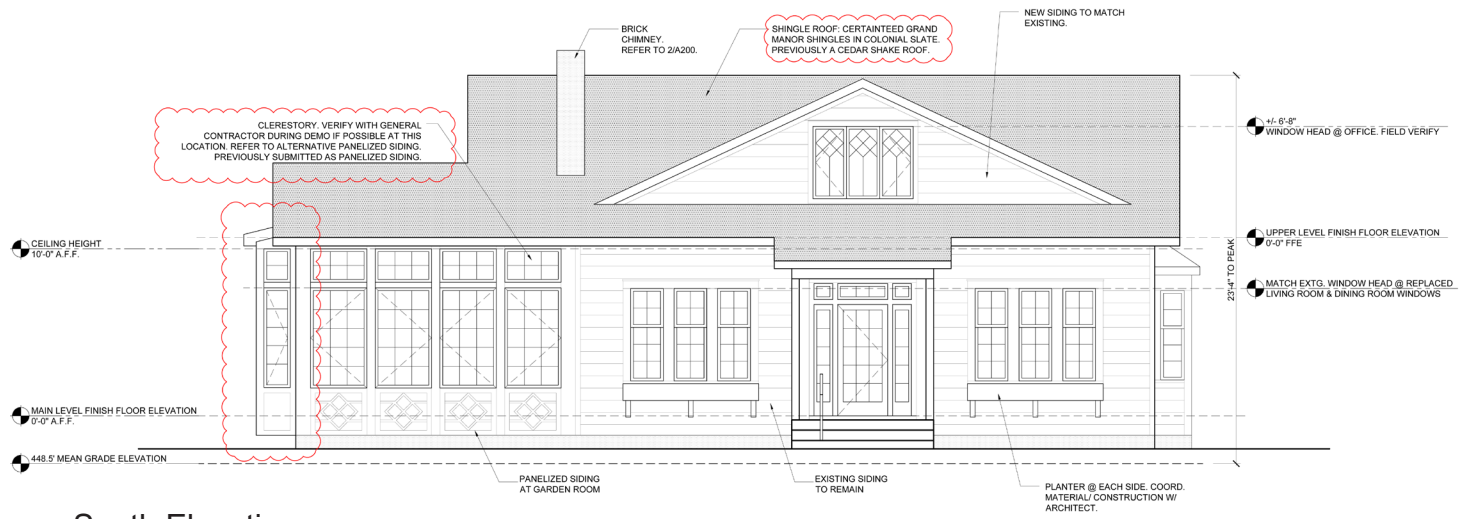 NEW SIDING TO MATCH
EXISTING.
BRICK
CHIMNEY.
REFER TO 2/A200.
SHINGLE ROOF: CERTAINTEED GRAND
MANOR SHINGLES IN COLONIAL SLATE.
PREVIOUSLY A CEDAR SHAKE ROOF.
CLERESTORY. VERIFY WITH GENERAL
CONTRACTOR DURING DEMO IF POSSIBLE AT THIS
LOCATION. REFER TO ALTERNATIVE PANELIZED SIDING.
PREVIOUSLY SUBMITTED AS PANELIZED SIDING.
+/- 6'-8"
WINDOW HEAD @ OFFICE. FIELD VERIFY
CEILING HEIGHT
10'-0" A.F.F.
UPPER LEVEL FINISH FLOOR ELEVATION
0'-0" FFE
23'-4" TO PEAK
MATCH EXTG. WINDOW HEAD @ REPLACED
LIVING ROOM & DINING ROOM WINDOWS
MAIN LEVEL FINISH FLOOR ELEVATION
0'-0" A.F.F.
448.5' MEAN GRADE ELEVATION
PANELIZED SIDING
AT GARDEN ROOM
EXISTING SIDING
TO REMAIN
PLANTER @ EACH SIDE. COORD.
MATERIAL/ CONSTRUCTION W/
ARCHITECT.